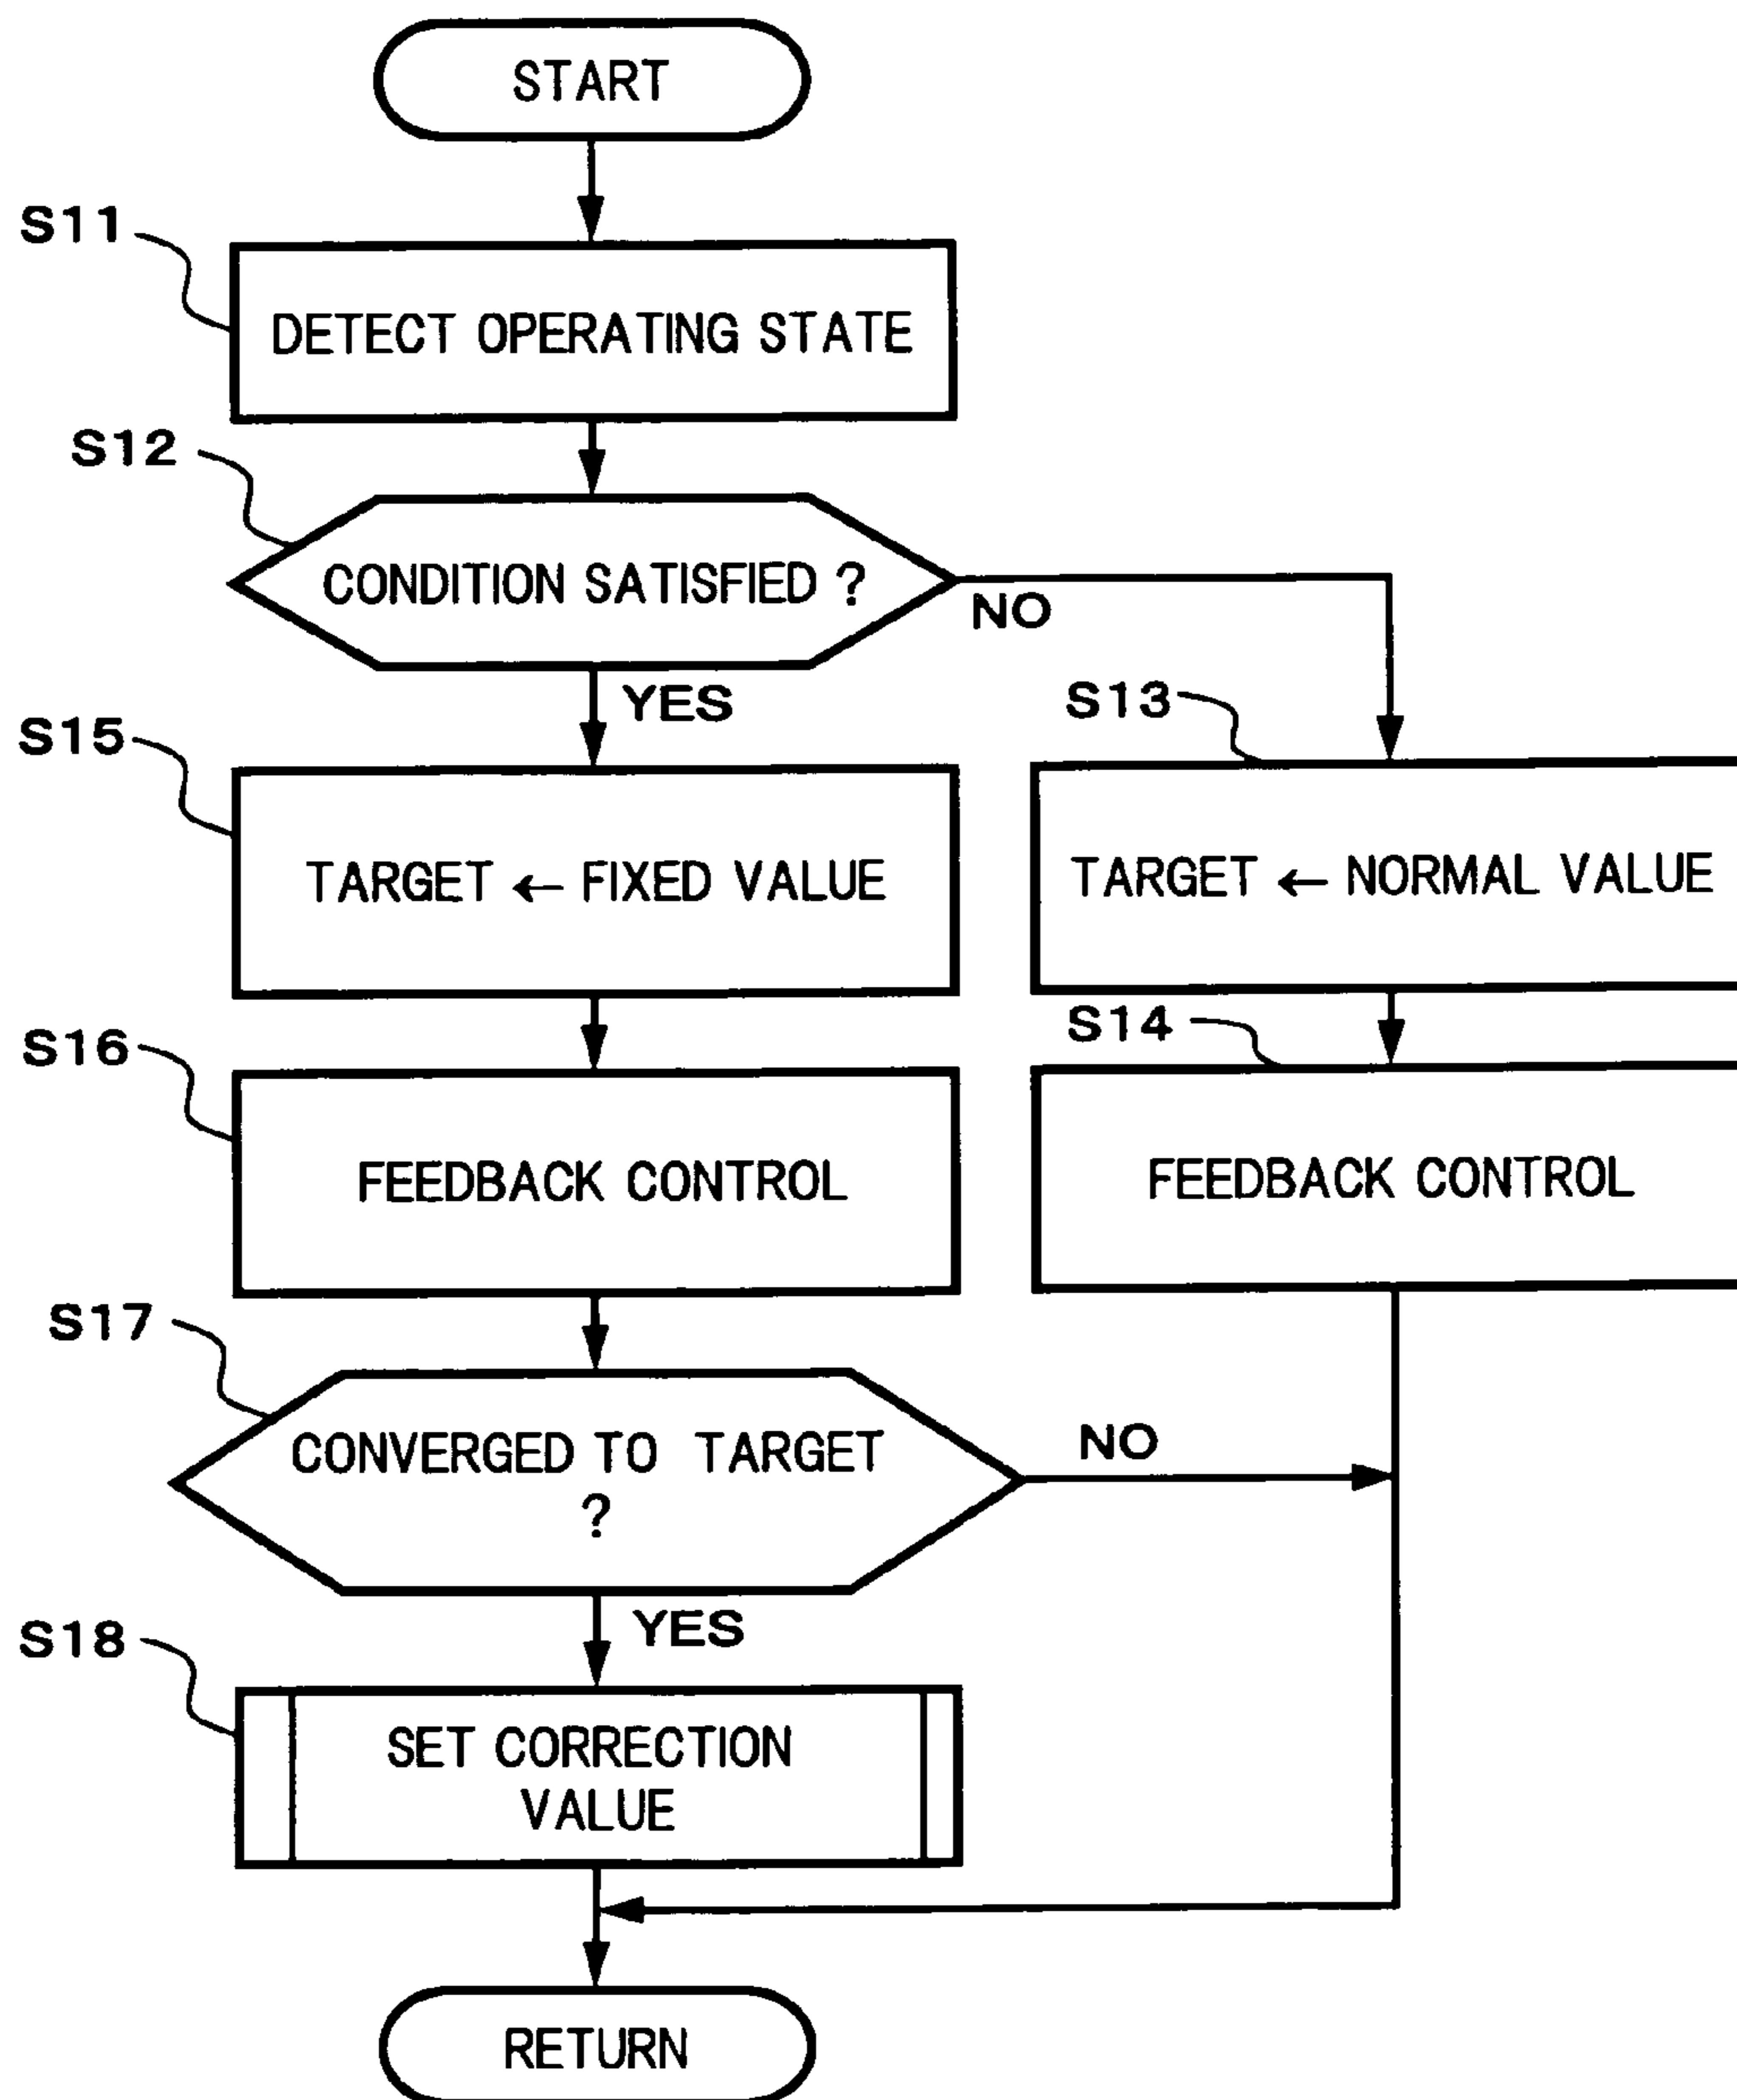 START
S11
DETECT OPERATING STATE
S12
CONDITION SATISFIED ?
NO
YES
S15
TARGET ← FIXED VALUE
S13
TARGET ← NORMAL VALUE
S16
FEEDBACK CONTROL
S14
FEEDBACK CONTROL
S17
CONVERGED TO TARGET
?
NO
YES
S18
SET CORRECTION
VALUE
RETURN